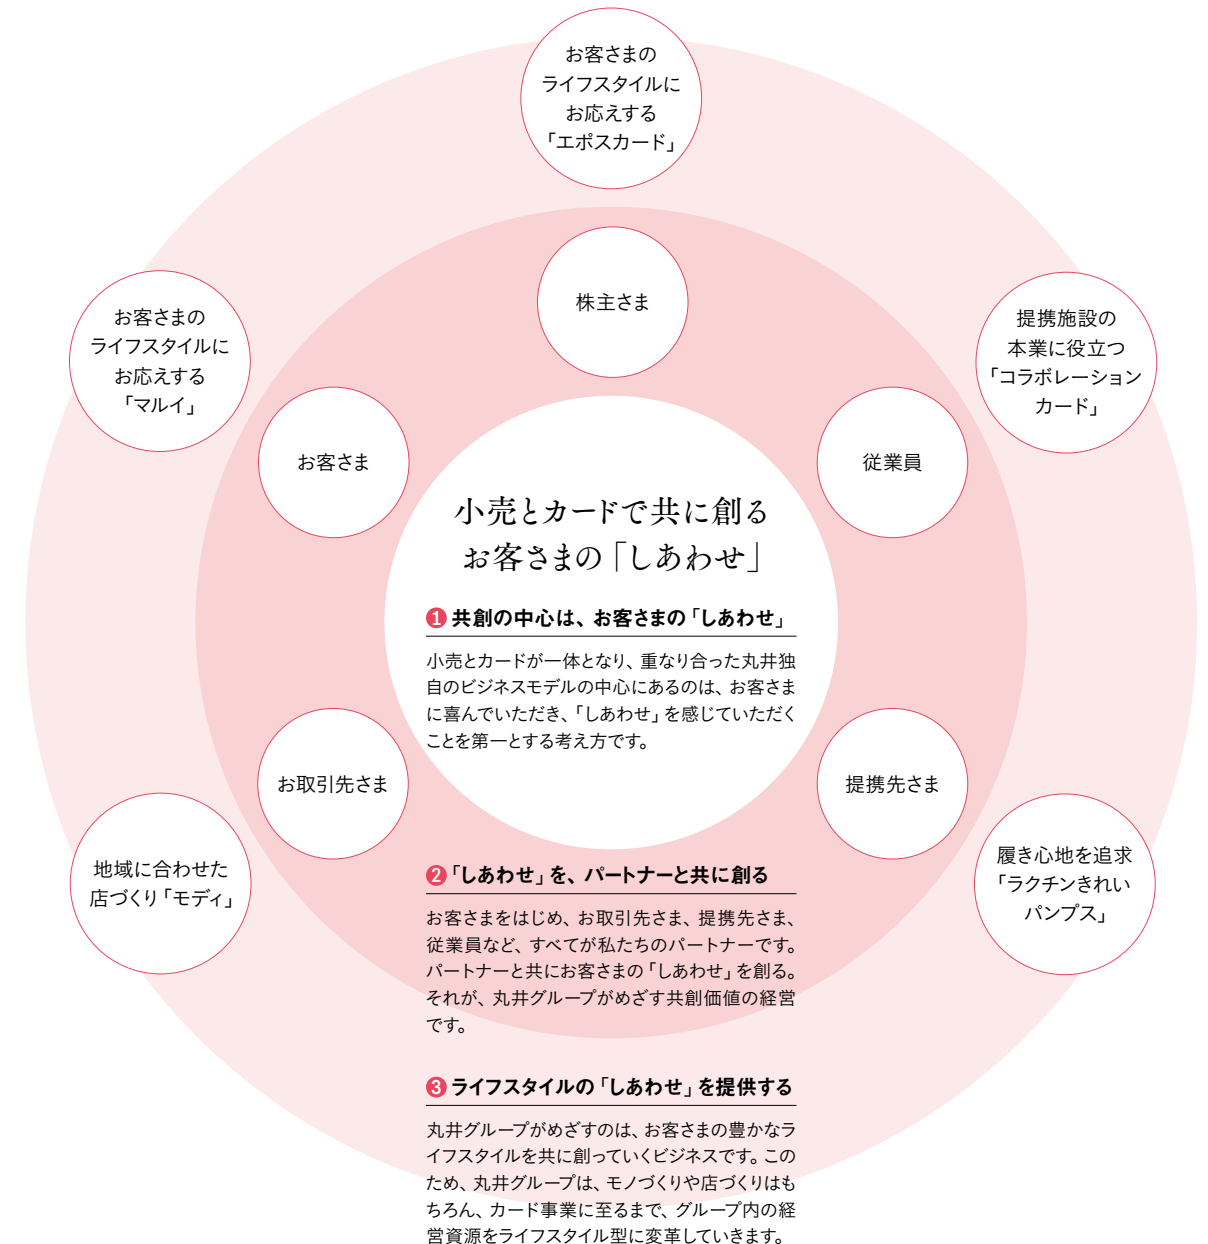 お客さまの
ライフスタイルに
お応えする
「エポスカード」
株主さま
お客さまの
ライフスタイルに
お応えする
「マルイ」
提携施設の
本業に役立つ
「コラボレーション
カード」
お客さま
従業員
小売とカードで共に創る
お客さまの「しあわせ」
1 共創の中心は、お客さまの「しあわせ」
小売とカードが一体となり、重なり合った丸井独
自のビジネスモデルの中心にあるのは、お客さま
に喜んでいただき、「しあわせ」を感じていただく
ことを第一とする考え方です。
お取引先さま
提携先さま
地域に合わせた
店づくり「モディ」
履き心地を追求
「ラクチンきれい
パンプス」
2 「しあわせ」を、パートナーと共に創る
お客さまをはじめ、お取引先さま、提携先さま、
従業員など、すべてが私たちのパートナーです。
パートナーと共にお客さまの「しあわせ」を創る。
それが、丸井グループがめざす共創価値の経営
です。
3 ライフスタイルの「しあわせ」を提供する
丸井グループがめざすのは、お客さまの豊かなラ
イフスタイルを共に創っていくビジネスです。この
ため、丸井グループは、モノづくりや店づくりはも
ちろん、カード事業に至るまで、グループ内の経
営資源をライフスタイル型に変革していきます。